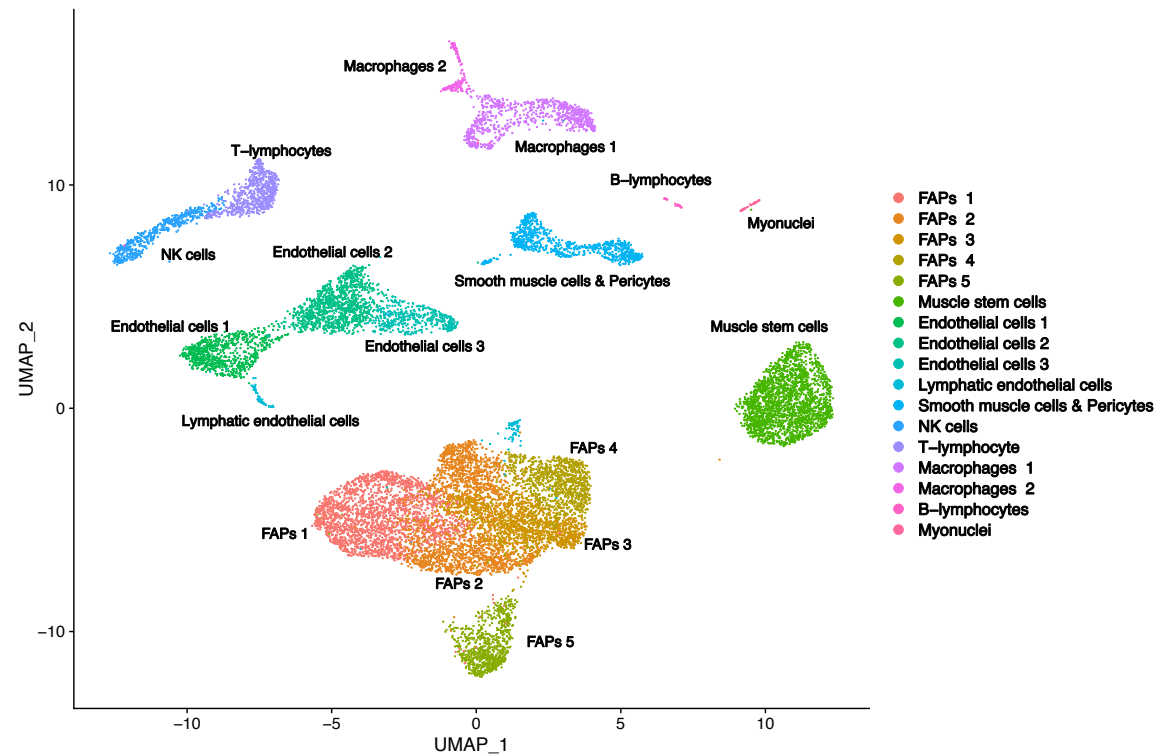 Macrophages 2
Macrophages 1
T−lymphocytes
B−lymphocytes
Myonuclei
NK cells
Endothelial cells 2
Smooth muscle cells & Pericytes
Endothelial cells 1
Endothelial cells 3
Muscle stem cells
Lymphatic endothelial cells
FAPs 4
FAPs 1
FAPs 3
FAPs 2
FAPs 5
10
0
−10
UMAP_2
−10
−5
0
5
10
UMAP_1
FAPs  1
FAPs  2
FAPs  3
FAPs  4
FAPs 5
Muscle stem cells
Endothelial cells 1
Endothelial cells 2
Endothelial cells 3
Lymphatic endothelial cells
Smooth muscle cells & Pericytes
NK cells
T−lymphocyte
Macrophages  1
Macrophages  2
B−lymphocytes
Myonuclei